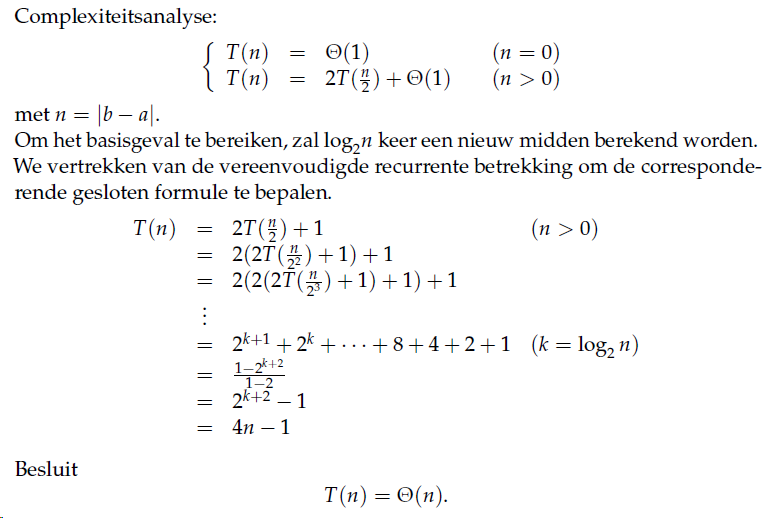 Complexiteitsanalyse:
{ T(n) = Θ(1) (n = 0)
T(n) = 2T(n/2) + Θ(1) (n > 0)
met n = |b − a|.
Om het basisgeval te bereiken, zal log₂n keer een nieuw midden berekend worden.
We vertrekken van de vereenvoudigde recurrente betrekking om de corresponde-
rende gesloten formule te bepalen.
T(n) = 2T(n/2) + 1 (n > 0)
= 2(2T(n/2²) + 1) + 1
= 2(2(2T(n/2³) + 1) + 1) + 1
⋮
= 2^{k+1} + 2^k + · · · + 8 + 4 + 2 + 1 (k = log₂ n)
= (1−2^{k+2})/(1−2)
= 2^{k+2} − 1
= 4n − 1
Besluit
T(n) = Θ(n).